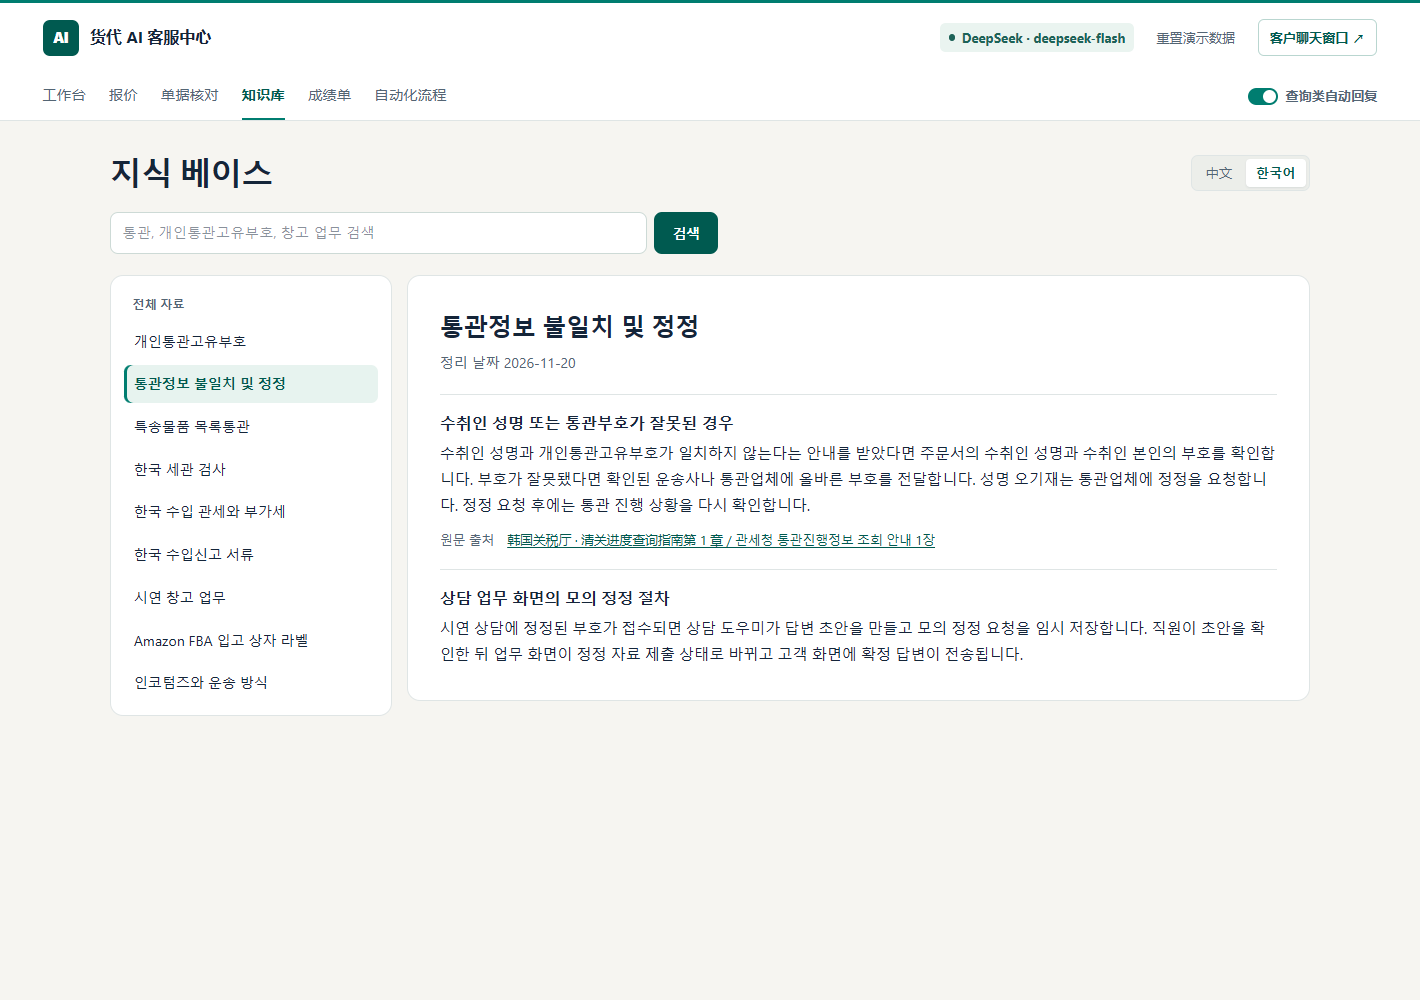 AI 货代 AI 客服中心
DeepSeek · deepseek-flash
重置演示数据
客户聊天窗口 ↗
工作台 报价 单据核对 知识库 成绩单 自动化流程
查询类自动回复
지식 베이스
中文 한국어
통관, 개인통관고유부호, 창고 업무 검색
검색
전체 자료
개인통관고유부호
통관정보 불일치 및 정정
특송물품 목록통관
한국 세관 검사
한국 수입 관세와 부가세
한국 수입신고 서류
시연 창고 업무
Amazon FBA 입고 상자 라벨
인코텀즈와 운송 방식
통관정보 불일치 및 정정
정리 날짜 2026-11-20
수취인 성명 또는 통관부호가 잘못된 경우
수취인 성명과 개인통관고유부호가 일치하지 않는다는 안내를 받았다면 주문서의 수취인 성명과 수취인 본인의 부호를 확인합
니다. 부호가 잘못됐다면 확인된 운송사나 통관업체에 올바른 부호를 전달합니다. 성명 오기재는 통관업체에 정정을 요청합니
다. 정정 요청 후에는 통관 진행 상황을 다시 확인합니다.
원문 출처 韩国关税厅 · 清关进度查询指南第 1 章 / 관세청 통관진행정보 조회 안내 1장
상담 업무 화면의 모의 정정 절차
시연 상담에 정정된 부호가 접수되면 상담 도우미가 답변 초안을 만들고 모의 정정 요청을 임시 저장합니다. 직원이 초안을 확
인한 뒤 업무 화면이 정정 자료 제출 상태로 바뀌고 고객 화면에 확정 답변이 전송됩니다.